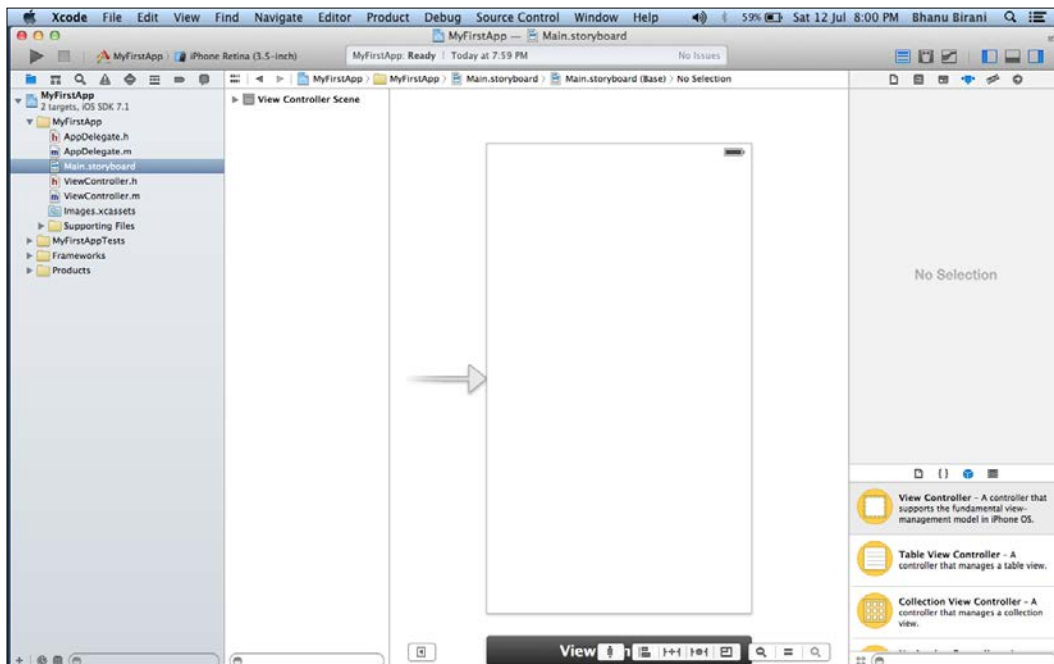 Xcode File Edit View Find Navigate Editor Product Debug Source Control Window Help 59% Sat 12 Jul 8:00 PM Bhanu Birani
MyFirstApp — Main.storyboard
MyFirstApp iPhone Retina (3.5-inch)
MyFirstApp: Ready | Today at 7:59 PM No Issues
MyFirstApp MyFirstApp Main.storyboard Main.storyboard (Base) No Selection
MyFirstApp
2 targets, iOS SDK 7.1
MyFirstApp
AppDelegate.h
AppDelegate.m
Main.storyboard
ViewController.h
ViewController.m
Images.xcassets
Supporting Files
MyFirstAppTests
Frameworks
Products
View Controller Scene
No Selection
View Controller - A controller that
supports the fundamental view-
management model in iPhone OS.
Table View Controller - A
controller that manages a table view.
Collection View Controller - A
controller that manages a collection
view.
View